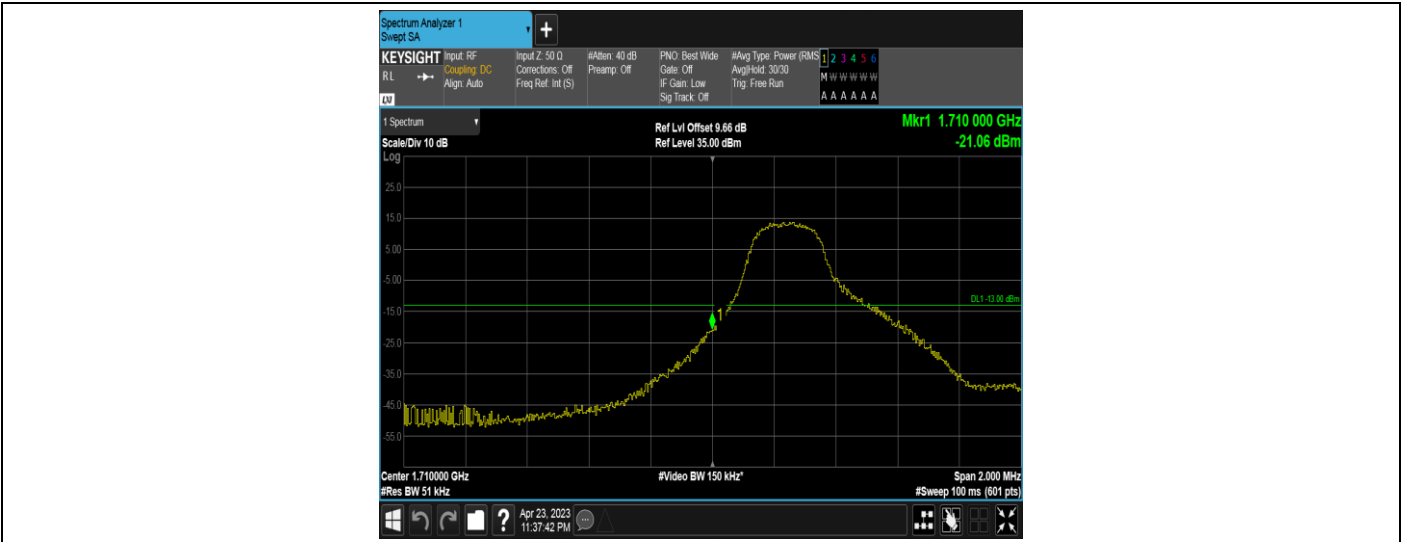 Spectrum Analyzer 1
Swept SA
+
KEYSIGHT
RL
LXI
Input: RF
Coupling: DC
Align: Auto
Input Z: 50 Ω
Corrections: Off
Freq Ref: Int (S)
#Atten: 40 dB
Preamp: Off
PNO: Best Wide
Gate: Off
IF Gain: Low
Sig Track: Off
#Avg Type: Power (RMS
Avg|Hold: 30/30
Trig: Free Run
1 2 3 4 5 6
M W W W W W
A A A A A A
1 Spectrum
Scale/Div 10 dB
Ref Lvl Offset 9.66 dB
Ref Level 35.00 dBm
Mkr1 1.710 000 GHz
-21.06 dBm
Log
25.0
15.0
5.00
-5.00
DL1 -13.00 dBm
-15.0
1
-25.0
-35.0
-45.0
-55.0
Center 1.710000 GHz
#Video BW 150 kHz*
Span 2.000 MHz
#Res BW 51 kHz
#Sweep 100 ms (601 pts)
?
Apr 23, 2023
11:37:42 PM